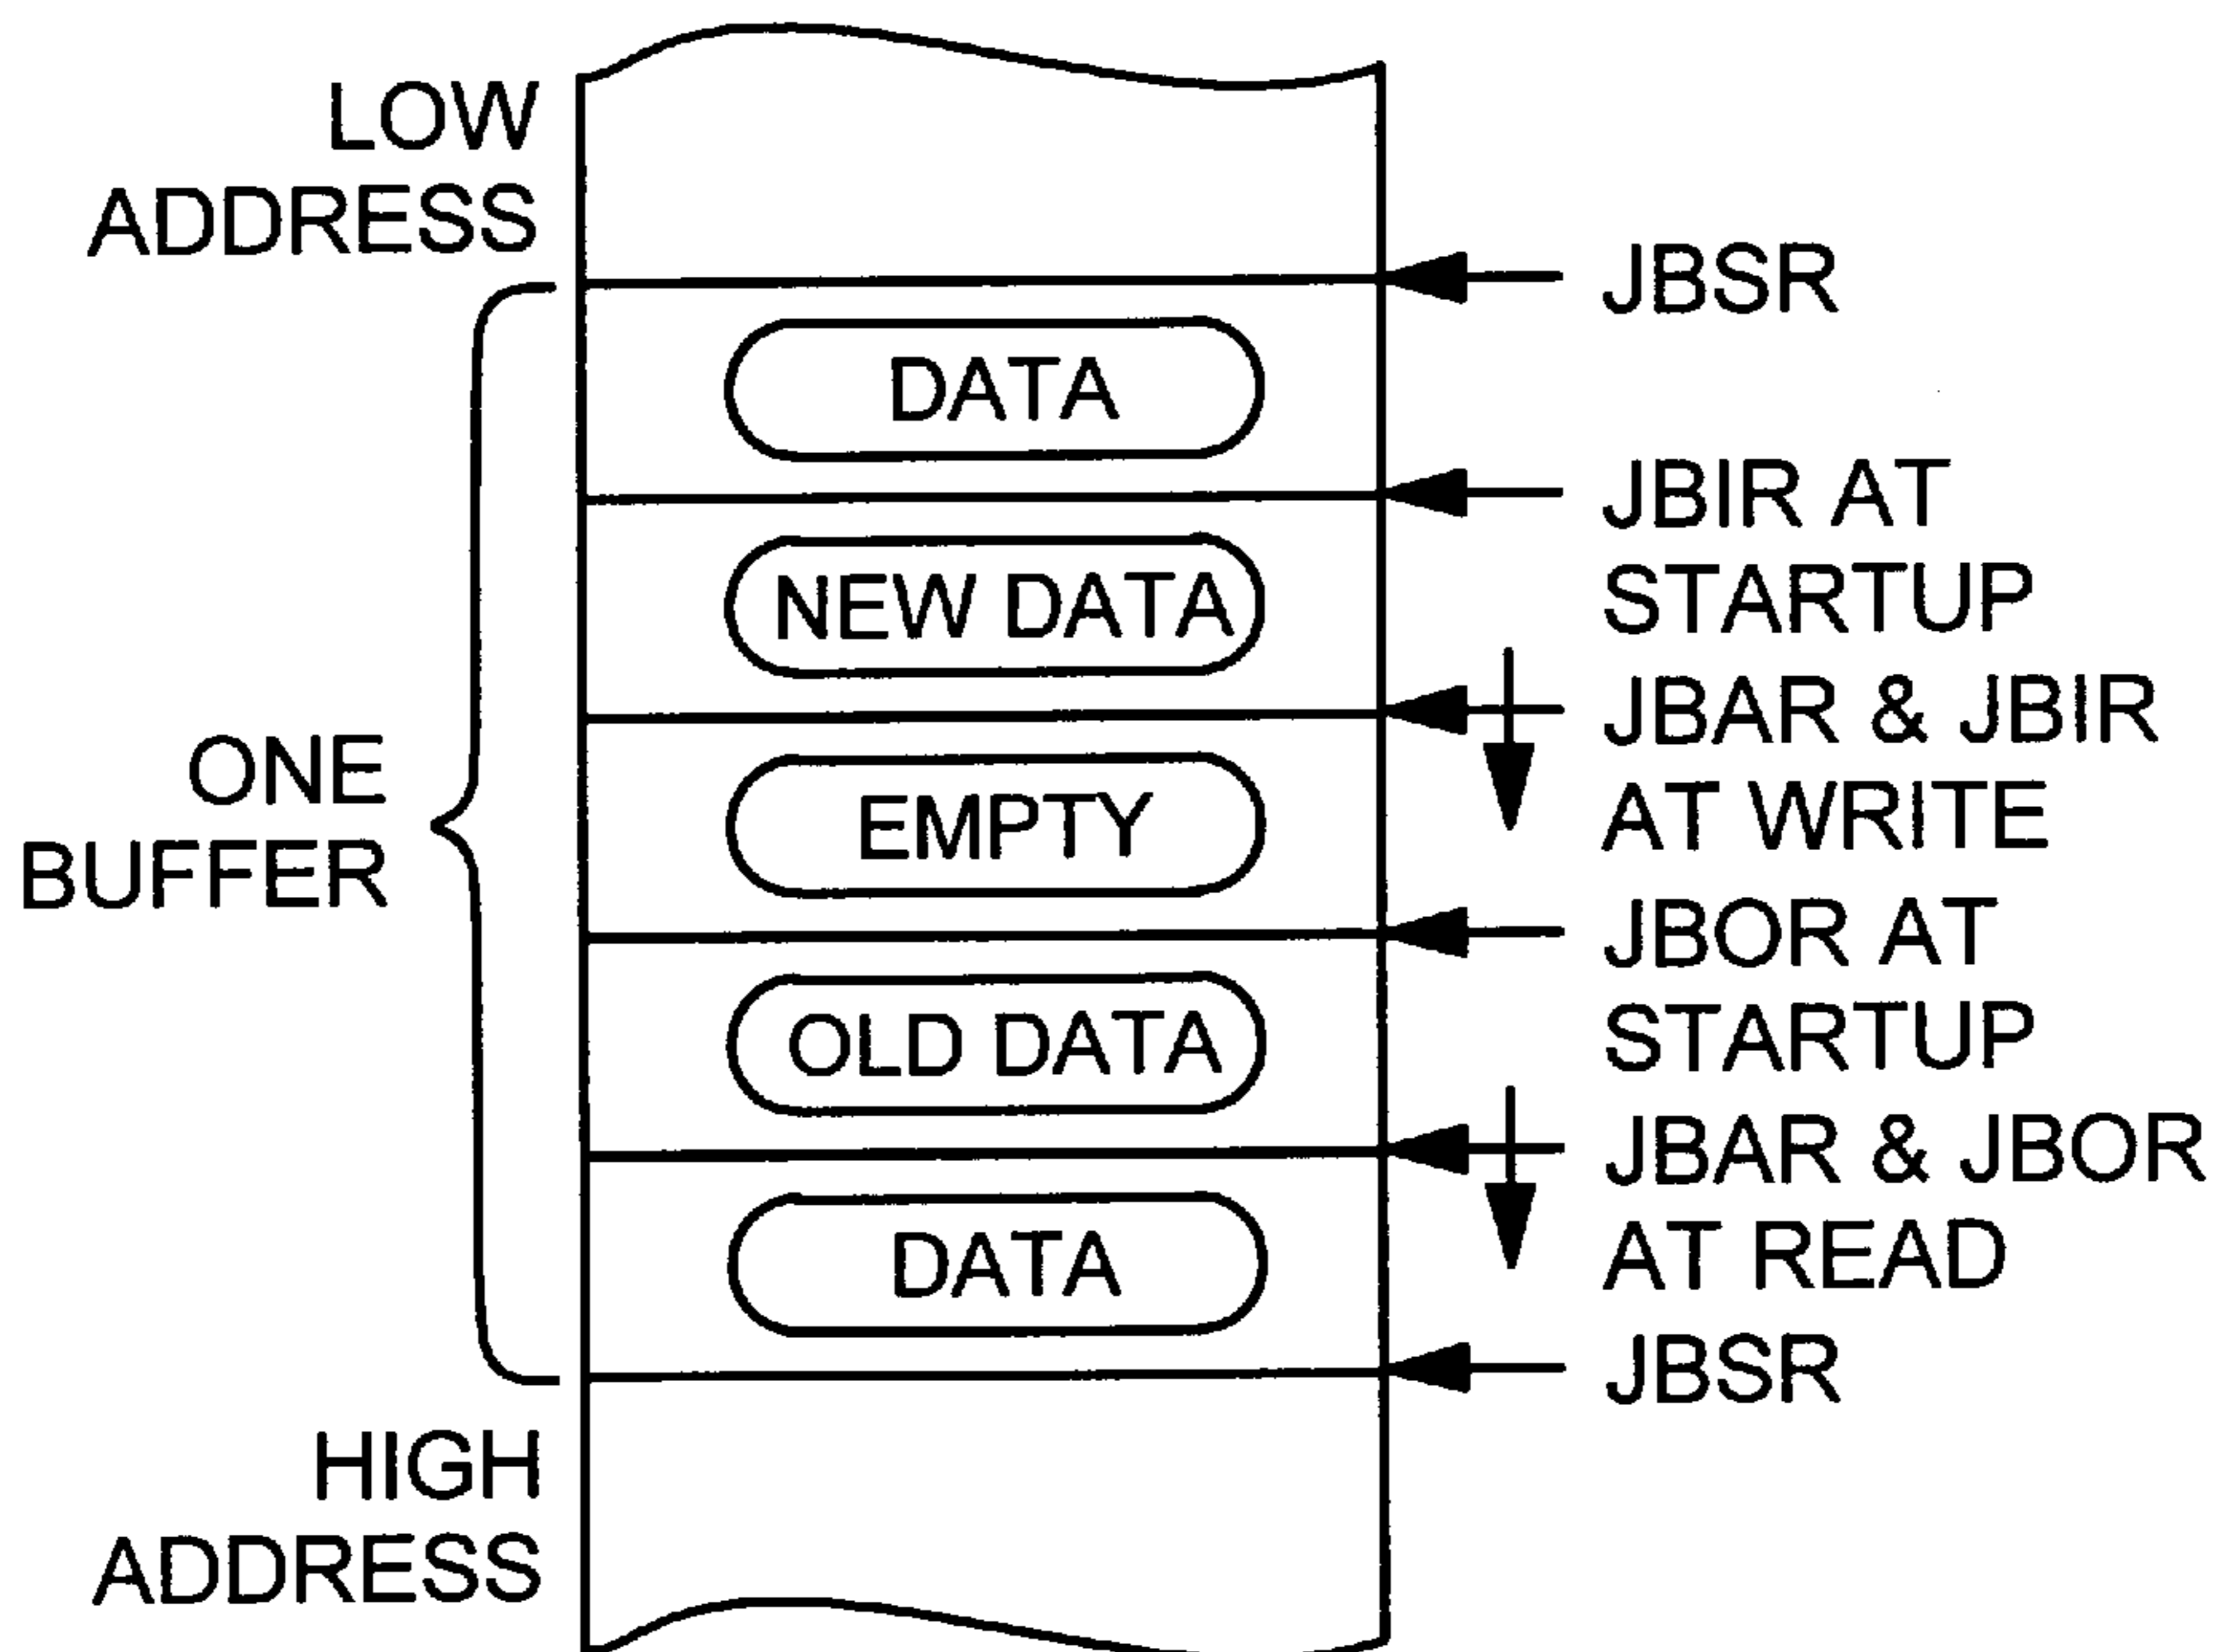 LOW
ADDRESS
JBSR
DATA
JBIR AT
STARTUP
NEW DATA
JBAR & JBIR
AT WRITE
ONE
BUFFER
EMPTY
JBOR AT
STARTUP
OLD DATA
JBAR & JBOR
AT READ
DATA
JBSR
HIGH
ADDRESS